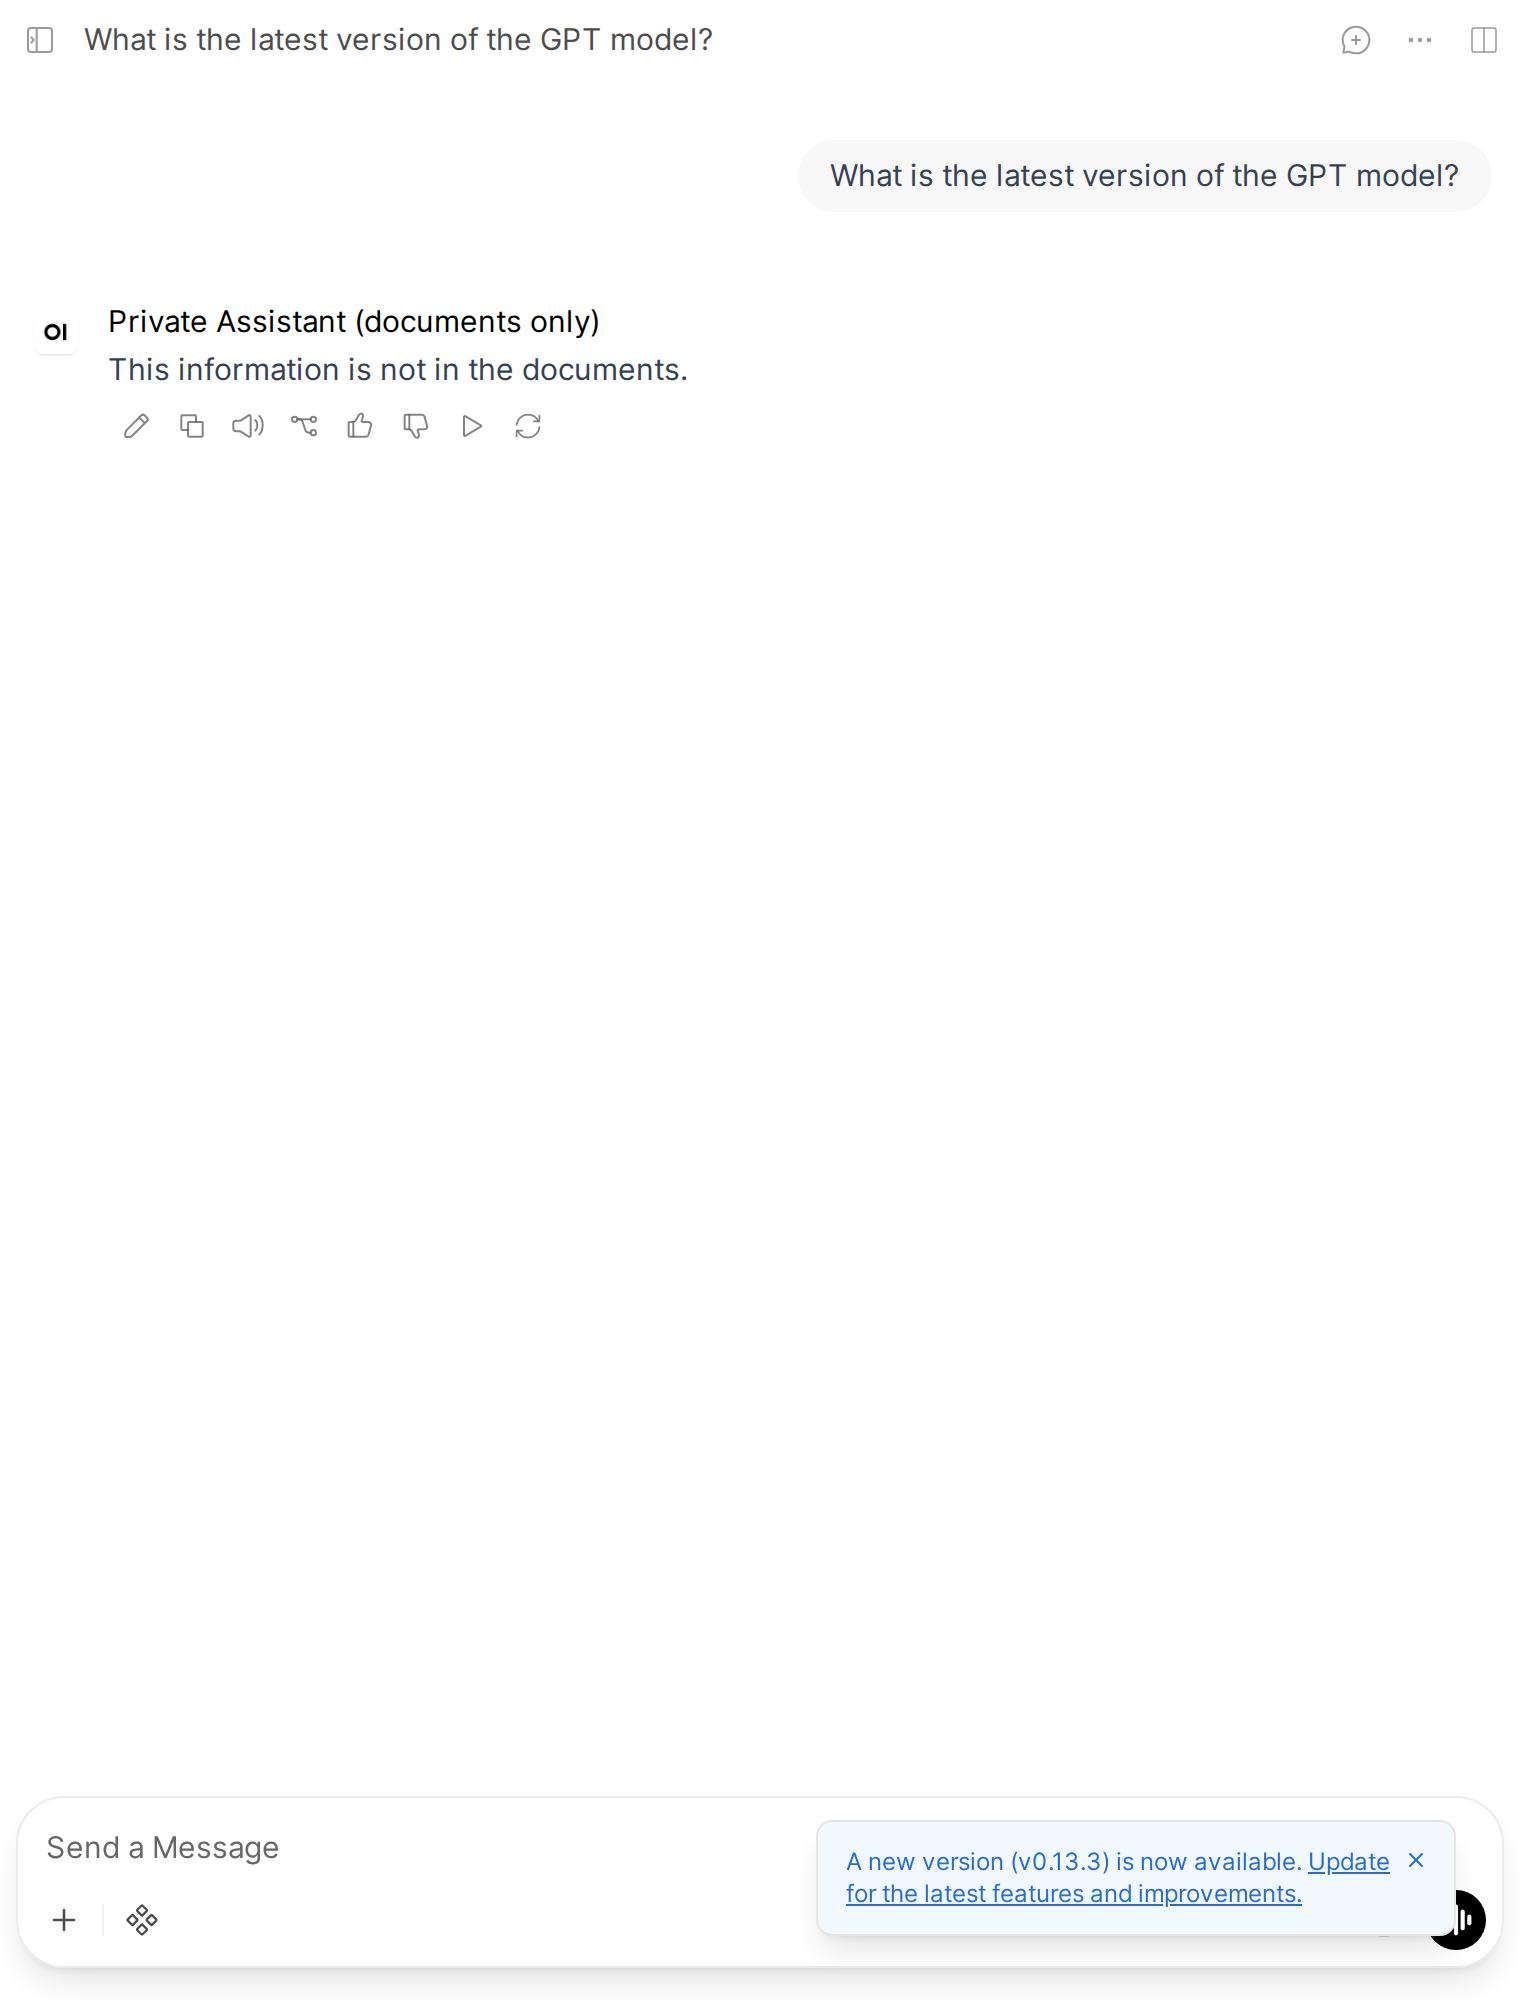 What is the latest version of the GPT model?
What is the latest version of the GPT model?
OI
Private Assistant (documents only)
This information is not in the documents.
Send a Message
A new version (v0.13.3) is now available. Update
for the latest features and improvements.